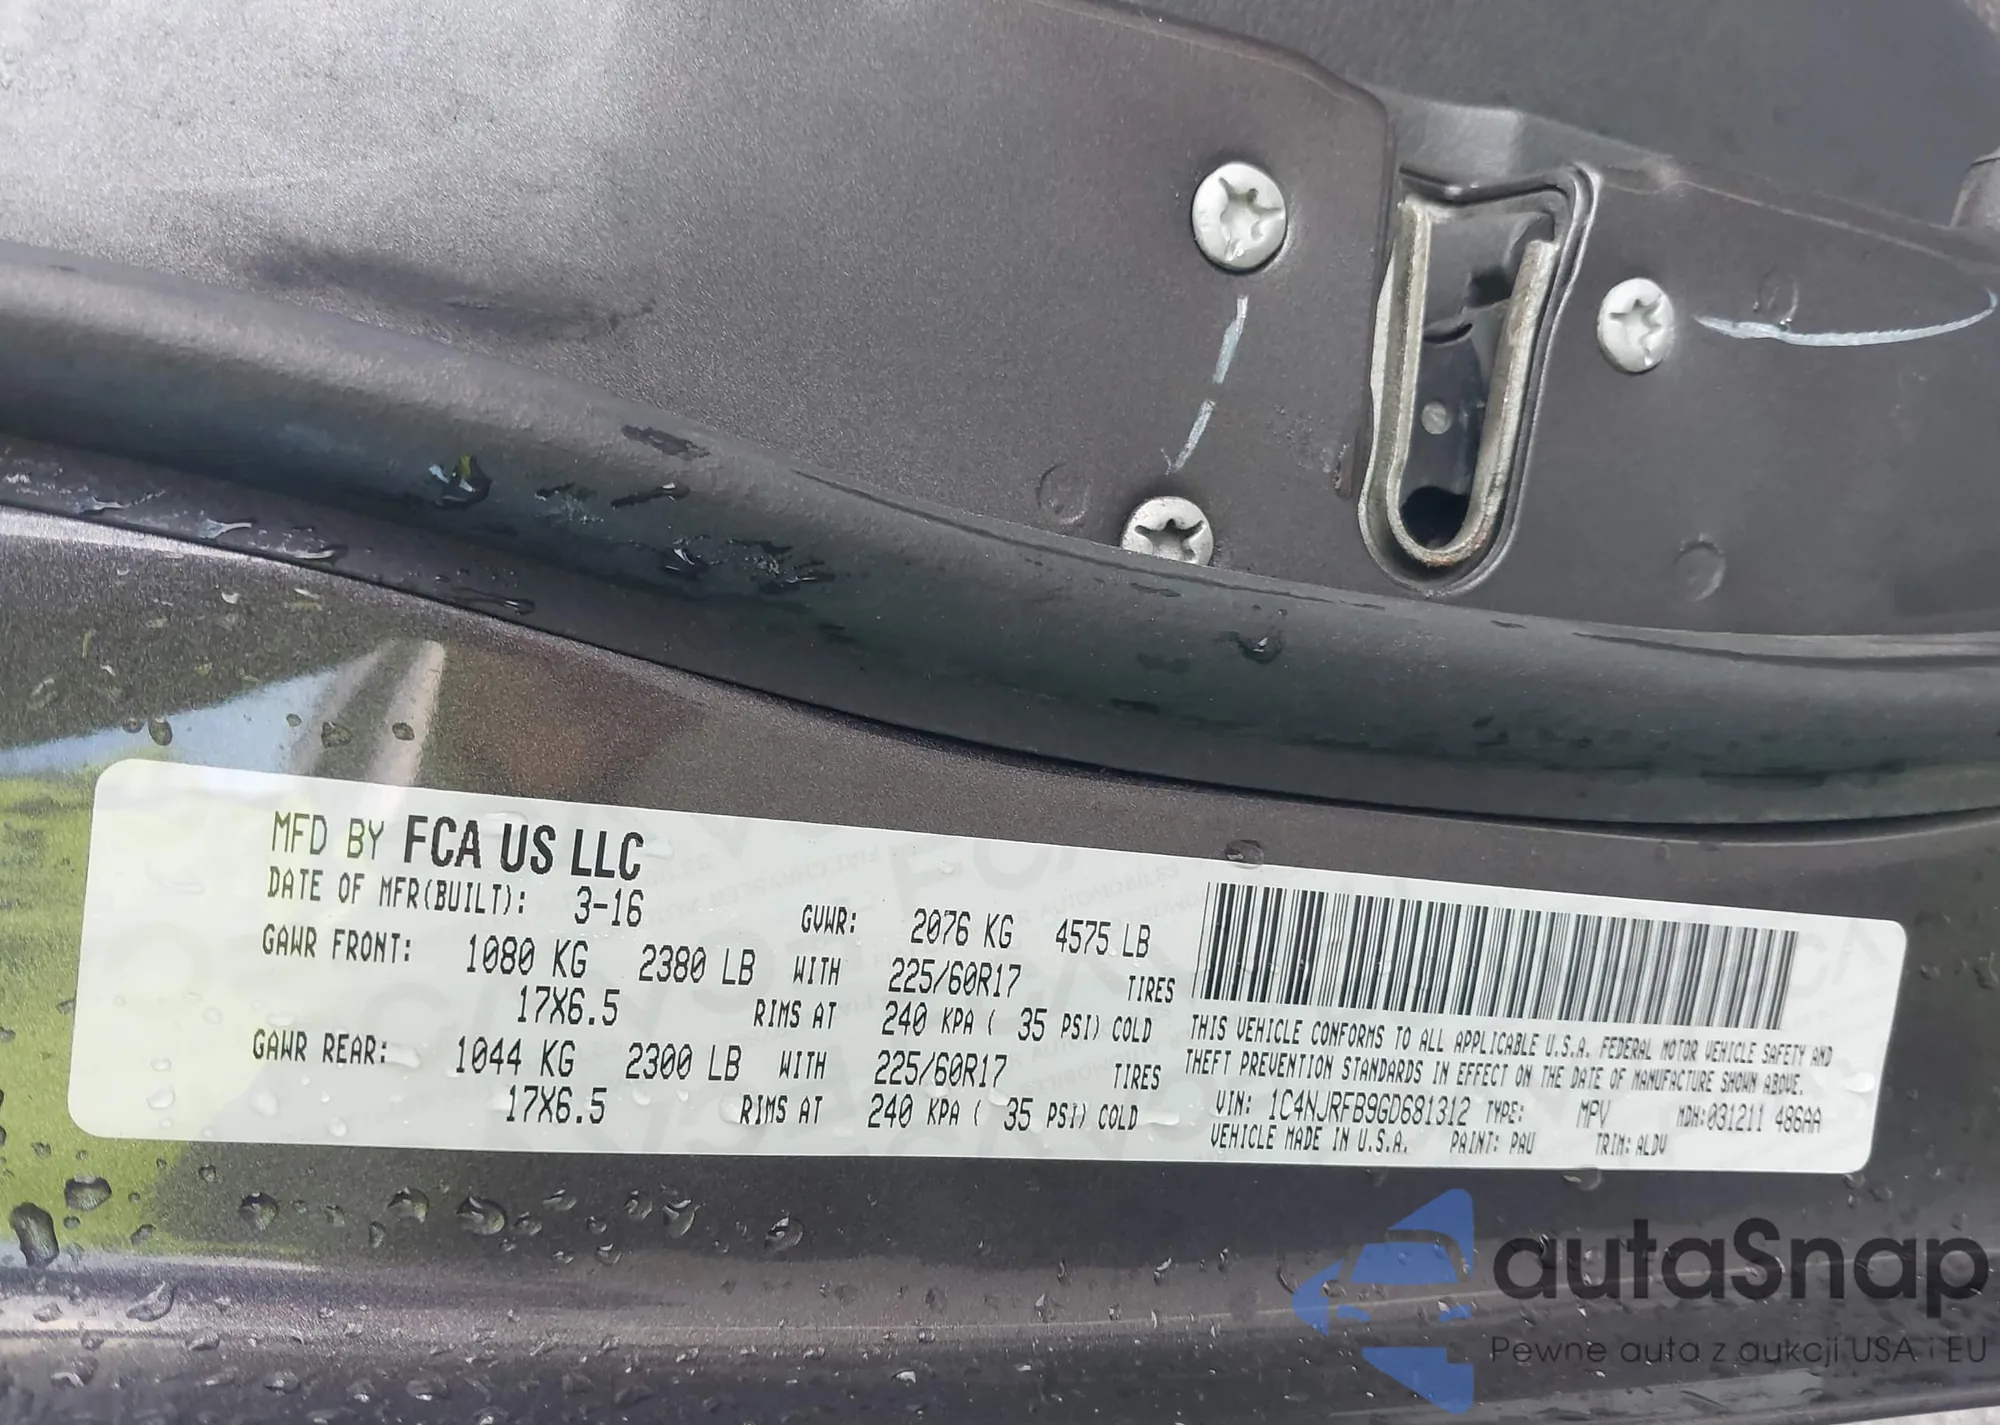 MFD BY FCA US LLC
DATE OF MFR(BUILT): 3-16 GVWR: 2076 KG 4575 LB
GAWR FRONT: 1080 KG 2380 LB WITH 225/60R17 TIRES
17X6.5 RIMS AT 240 KPA ( 35 PSI) COLD
GAWR REAR: 1044 KG 2300 LB WITH 225/60R17 TIRES
17X6.5 RIMS AT 240 KPA ( 35 PSI) COLD
THIS VEHICLE CONFORMS TO ALL APPLICABLE U.S.A. FEDERAL MOTOR VEHICLE SAFETY AND
THEFT PREVENTION STANDARDS IN EFFECT ON THE DATE OF MANUFACTURE SHOWN ABOVE.
VIN: 1C4NJRFB9GD681312 TYPE: MPV MDH:031211 486AA
VEHICLE MADE IN U.S.A. PAINT: PAU TRIM: ALDV
autaSnap
Pewne auta z aukcji USA i EU